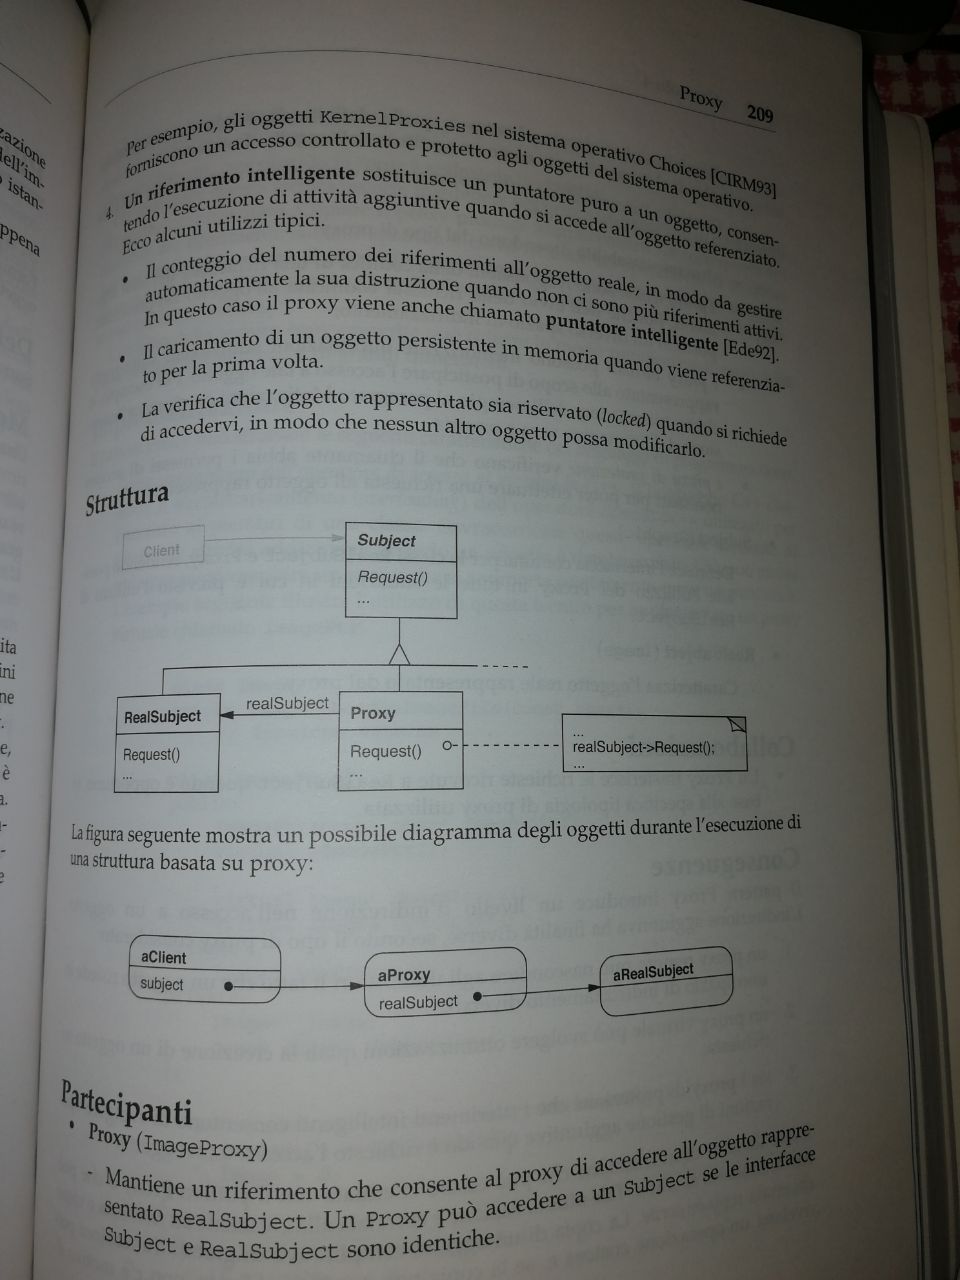 Proxy 209
Per esempio, gli oggetti KernelProxies nel sistema operativo Choices [CIRM93]
forniscono un accesso controllato e protetto agli oggetti del sistema operativo.
4. Un riferimento intelligente sostituisce un puntatore puro a un oggetto, consen-
tendo l'esecuzione di attività aggiuntive quando si accede all'oggetto referenziato.
Ecco alcuni utilizzi tipici.
• Il conteggio del numero dei riferimenti all'oggetto reale, in modo da gestire
automaticamente la sua distruzione quando non ci sono più riferimenti attivi.
In questo caso il proxy viene anche chiamato puntatore intelligente [Ede92].
• Il caricamento di un oggetto persistente in memoria quando viene referenzia-
to per la prima volta.
• La verifica che l'oggetto rappresentato sia riservato (locked) quando si richiede
di accedervi, in modo che nessun altro oggetto possa modificarlo.
Struttura
Client
Subject
Request()
...
RealSubject
Request()
...
realSubject
Proxy
Request()
...
...
realSubject->Request();
...
La figura seguente mostra un possibile diagramma degli oggetti durante l'esecuzione di
una struttura basata su proxy:
aClient
subject
aProxy
realSubject
aRealSubject
Partecipanti
• Proxy (ImageProxy)
- Mantiene un riferimento che consente al proxy di accedere all'oggetto rappre-
sentato RealSubject. Un Proxy può accedere a un Subject se le interfacce
Subject e RealSubject sono identiche.